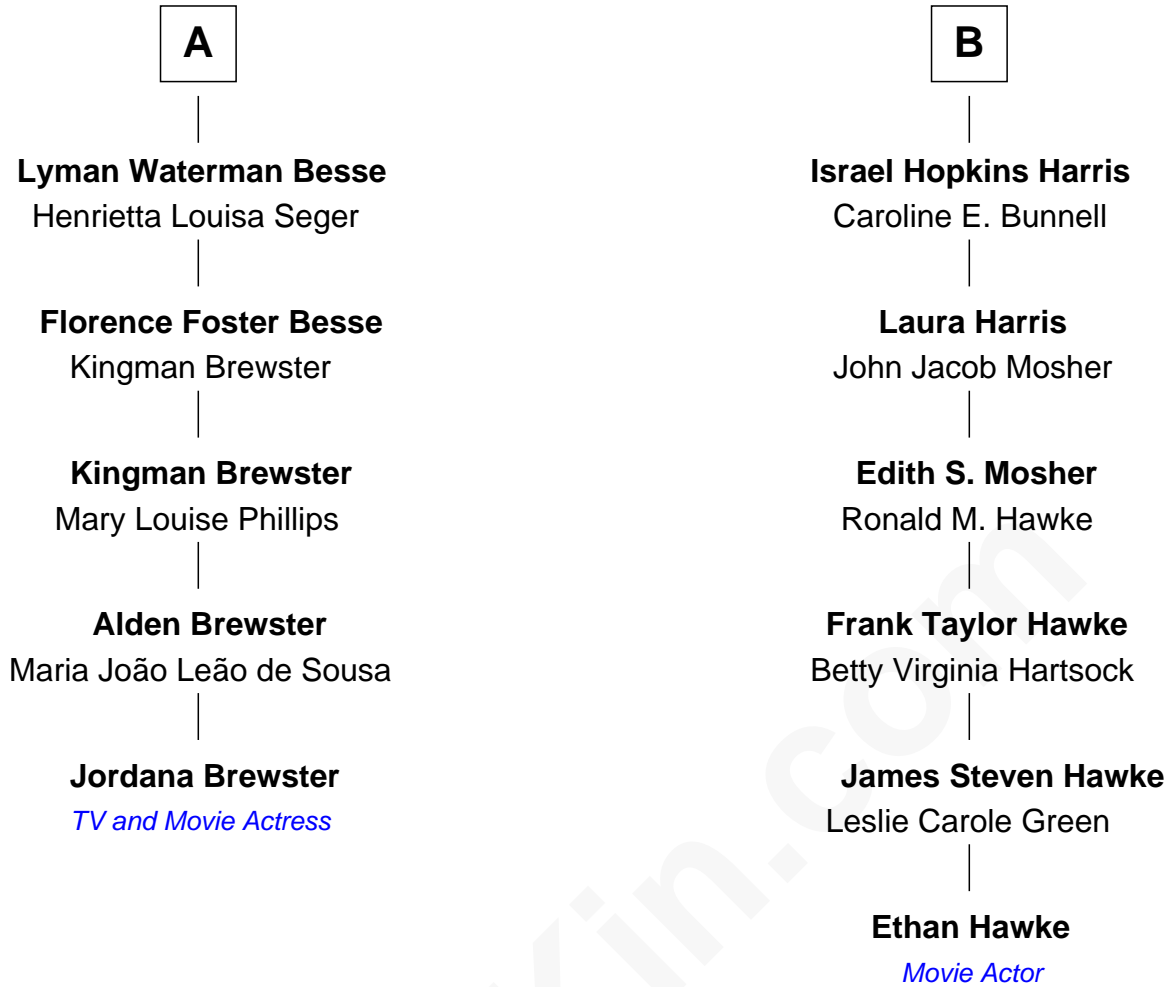 A
Lyman Waterman Besse
Henrietta Louisa Seger
Florence Foster Besse
Kingman Brewster
Kingman Brewster
Mary Louise Phillips
Alden Brewster
Maria João Leão de Sousa
Jordana Brewster
TV and Movie Actress
B
Israel Hopkins Harris
Caroline E. Bunnell
Laura Harris
John Jacob Mosher
Edith S. Mosher
Ronald M. Hawke
Frank Taylor Hawke
Betty Virginia Hartsock
James Steven Hawke
Leslie Carole Green
Ethan Hawke
Movie Actor
Kin.com